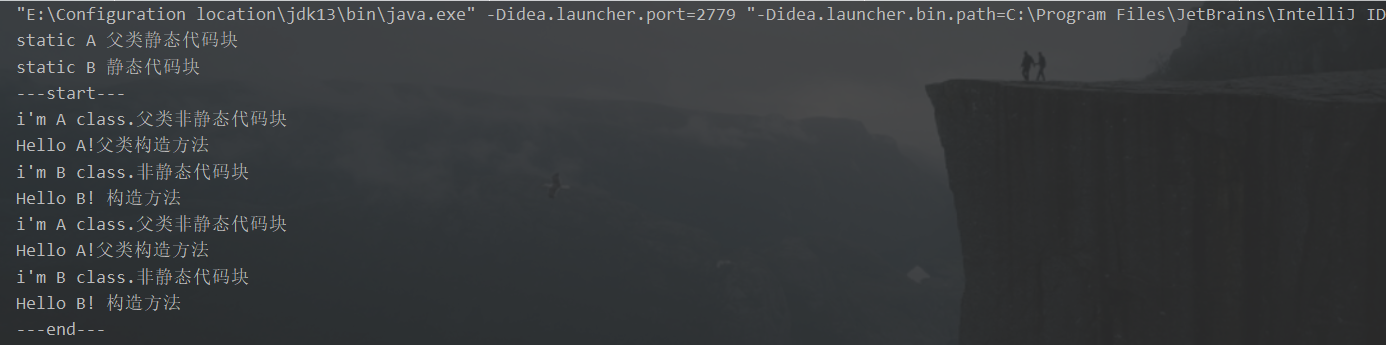 "E:\Configuration location\jdk13\bin\java.exe" -Didea.launcher.port=2779 "-Didea.launcher.bin.path=C:\Program Files\JetBrains\IntelliJ ID
static A 父类静态代码块
static B 静态代码块
---start---
i'm A class.父类非静态代码块
Hello A!父类构造方法
i'm B class.非静态代码块
Hello B! 构造方法
i'm A class.父类非静态代码块
Hello A!父类构造方法
i'm B class.非静态代码块
Hello B! 构造方法
---end---